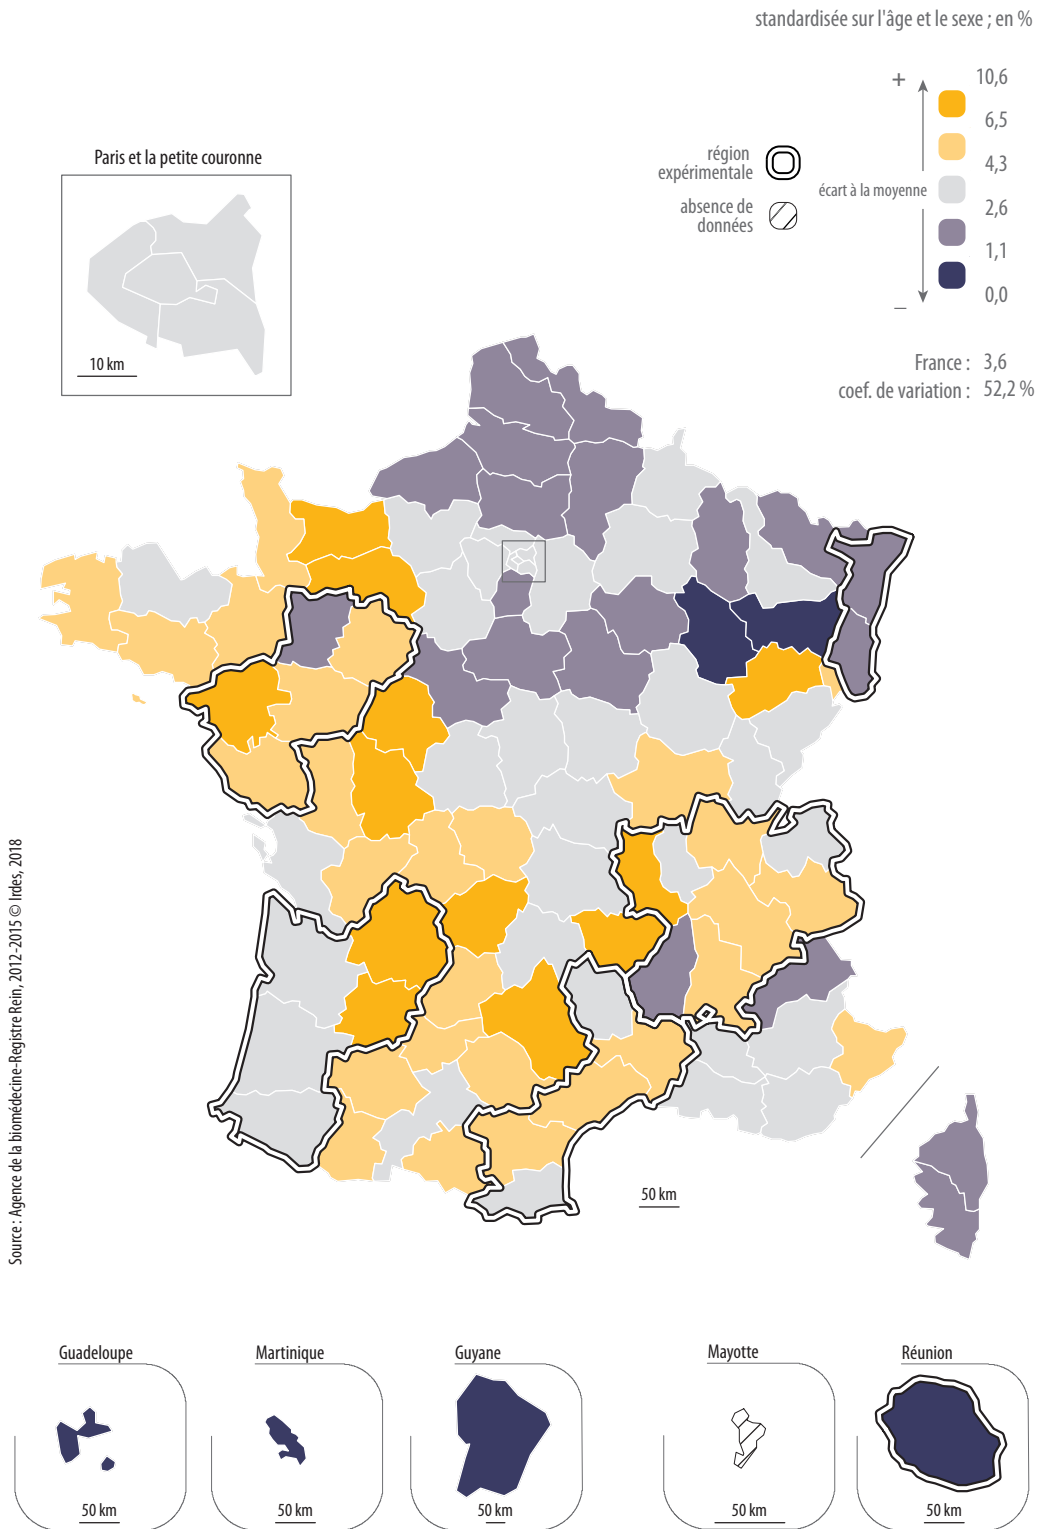 standardisée sur l'âge et le sexe ; en %
+
10,6
6,5
4,3
écart à la moyenne
2,6
1,1
0,0
–
région
expérimentale
absence de
données
France : 3,6
coef. de variation : 52,2 %
Paris et la petite couronne
10 km
Source : Agence de la biomédecine-Registre Rein, 2012-2015 © Irdes, 2018
50 km
Guadeloupe
50 km
Martinique
50 km
Guyane
50 km
Mayotte
50 km
Réunion
50 km